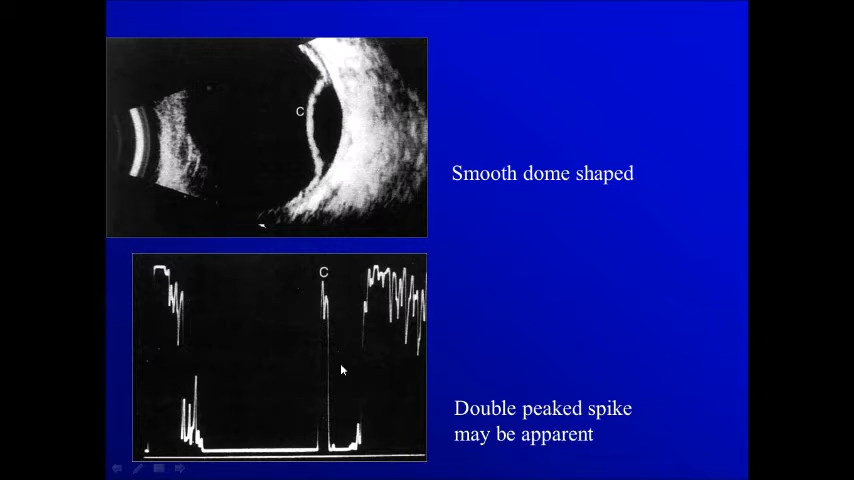 C
Smooth dome shaped
C
Double peaked spike
may be apparent